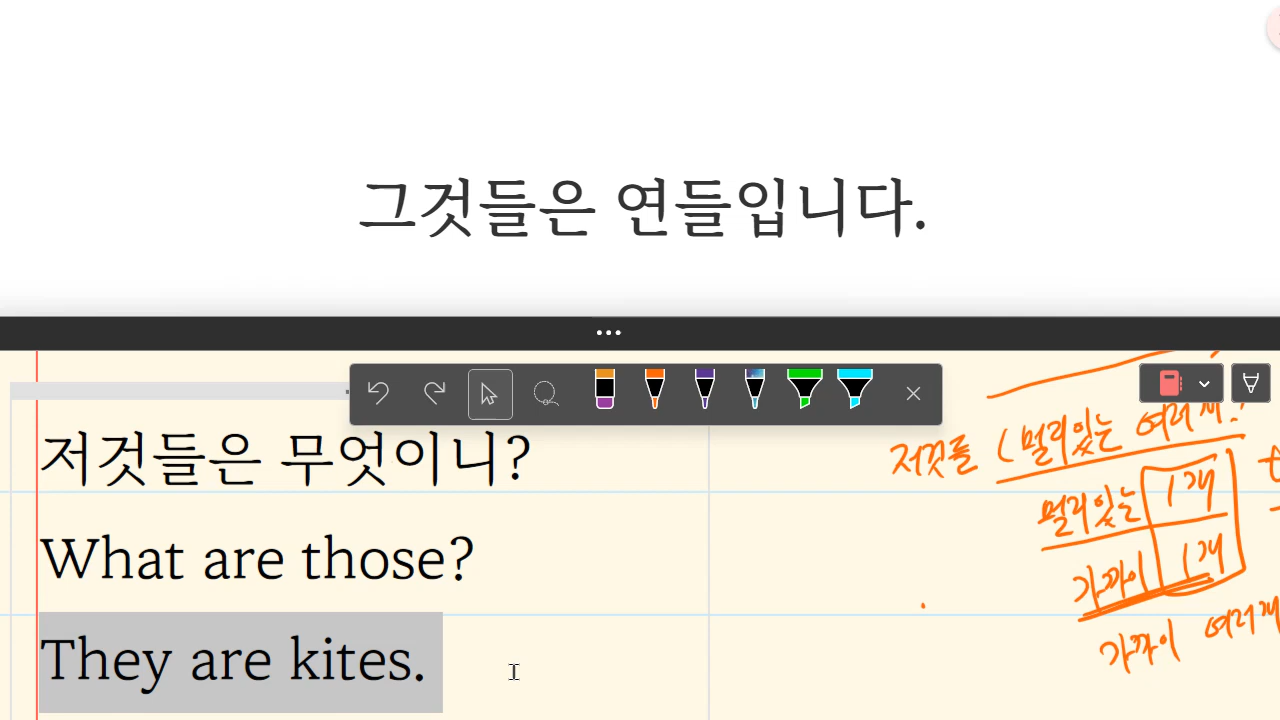 그것들은 연들입니다.
저것들은 무엇이니?
What are those?
They are kites.
저것들 (멀리있는 여러개!
멀리있는 1개
가까이 1개
가까이 여러개